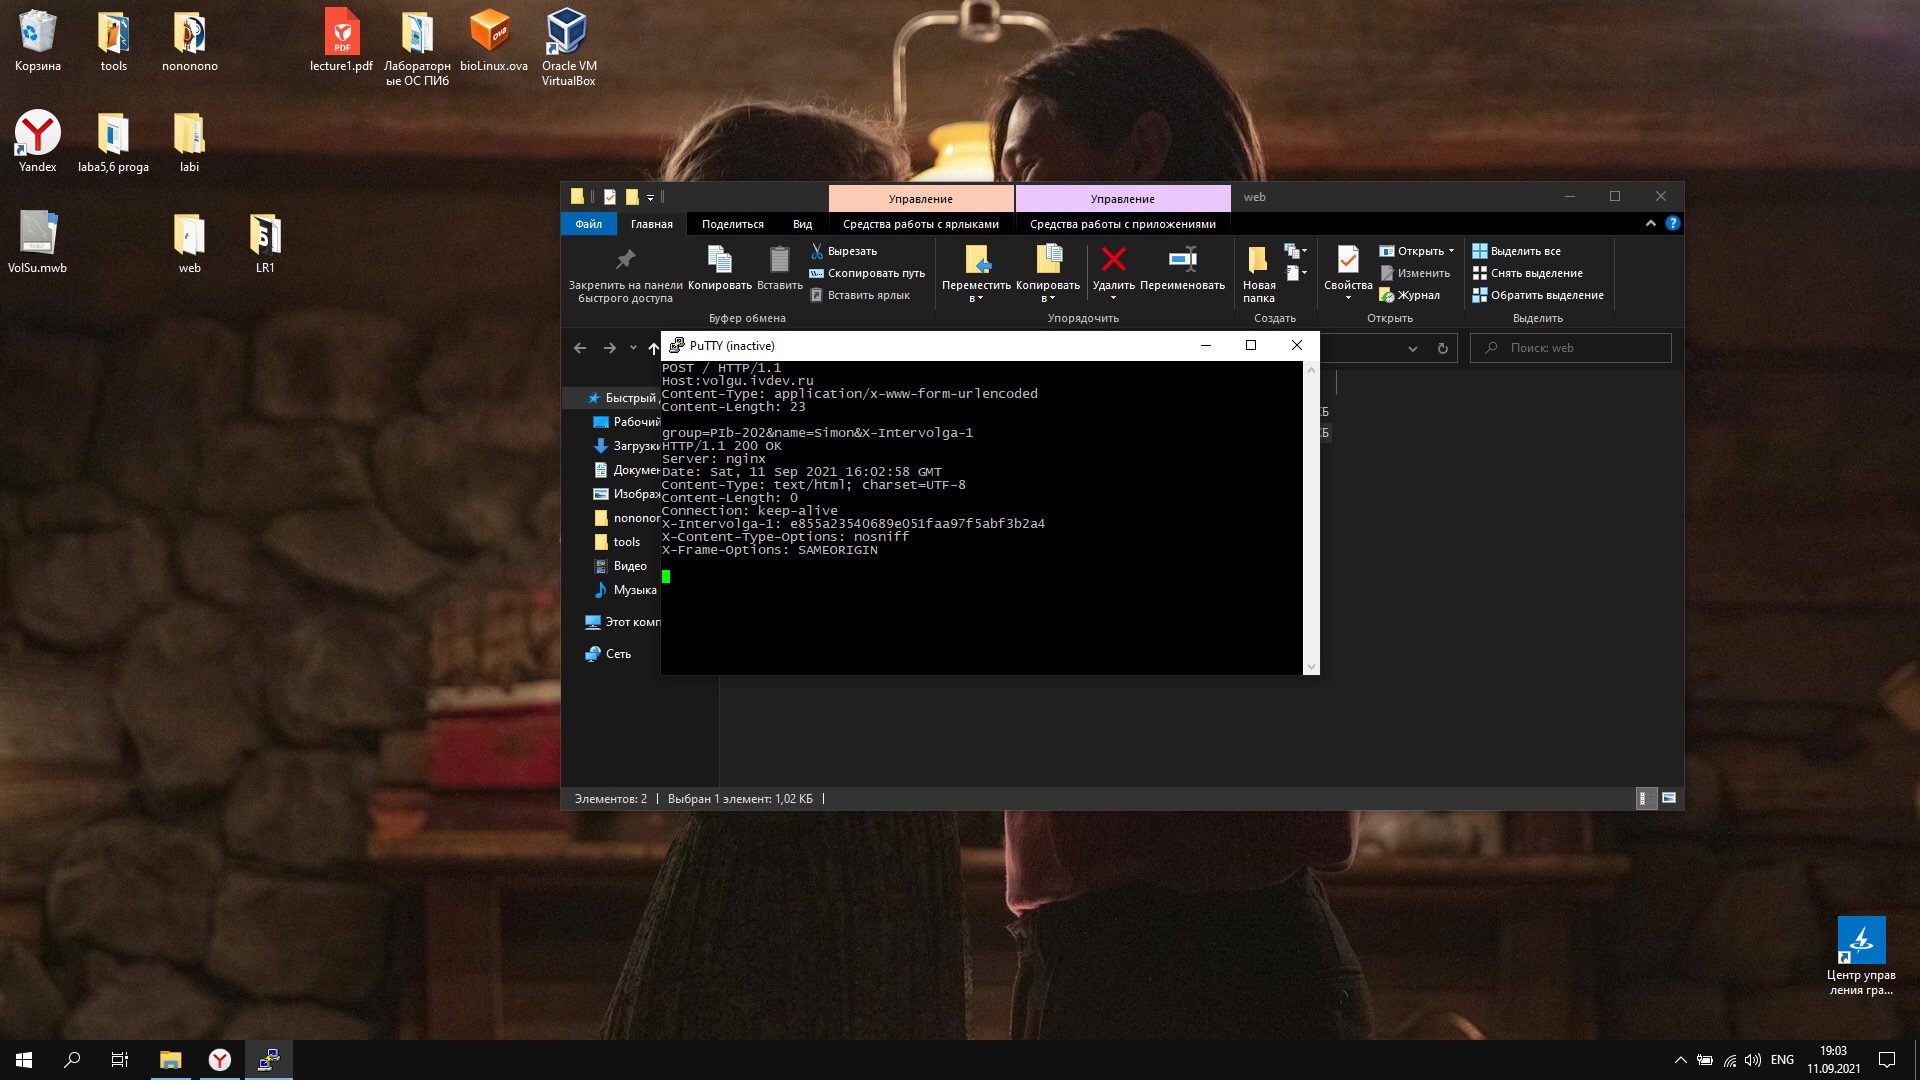 Корзина
tools
nononono
lecture1.pdf
Лабораторн
ые ОС ПИб
bioLinux.ova
Oracle VM
VirtualBox
Yandex
laba5,6 proga
labi
VolSu.mwb
web
LR1
Управление
Управление
web
Файл
Главная
Поделиться
Вид
Средства работы с ярлыками
Средства работы с приложениями
Закрепить на панели
быстрого доступа
Копировать
Вставить
Вырезать
Скопировать путь
Вставить ярлык
Переместить
в
Копировать
в
Удалить
Переименовать
Новая
папка
Свойства
Открыть
Изменить
Журнал
Выделить все
Снять выделение
Обратить выделение
Буфер обмена
Упорядочить
Создать
Открыть
Выделить
Поиск: web
Быстрый
Рабочий
Загрузки
Докумен
Изображ
nononon
tools
Видео
Музыка
Этот комп
Сеть
КБ
КБ
PuTTY (inactive)
POST / HTTP/1.1
Host:volgu.ivdev.ru
Content-Type: application/x-www-form-urlencoded
Content-Length: 23
group=PIb-202&name=Simon&X-Intervolga-1
HTTP/1.1 200 OK
Server: nginx
Date: Sat, 11 Sep 2021 16:02:58 GMT
Content-Type: text/html; charset=UTF-8
Content-Length: 0
Connection: keep-alive
X-Intervolga-1: e855a23540689e051faa97f5abf3b2a4
X-Content-Type-Options: nosniff
X-Frame-Options: SAMEORIGIN
Элементов: 2
Выбран 1 элемент: 1,02 КБ
Центр управ
ления гра...
ENG
19:03
11.09.2021